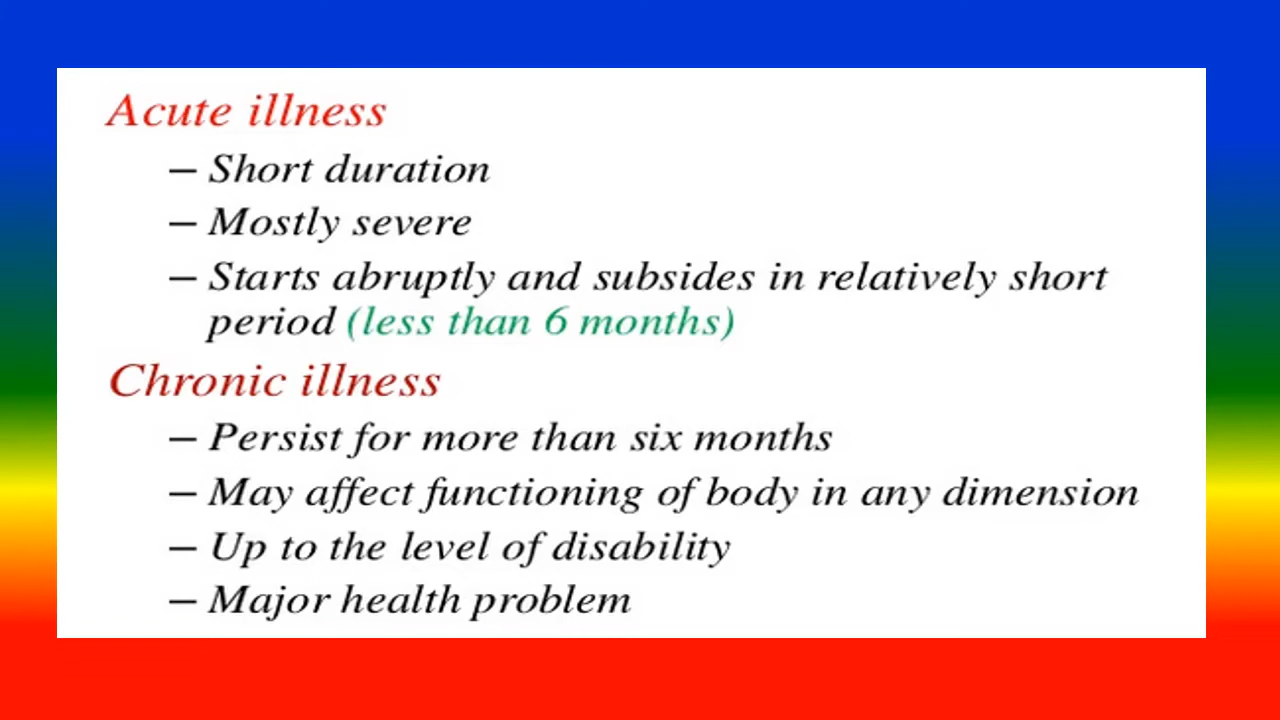 Acute illness
– Short duration
– Mostly severe
– Starts abruptly and subsides in relatively short
period (less than 6 months)
Chronic illness
– Persist for more than six months
– May affect functioning of body in any dimension
– Up to the level of disability
– Major health problem